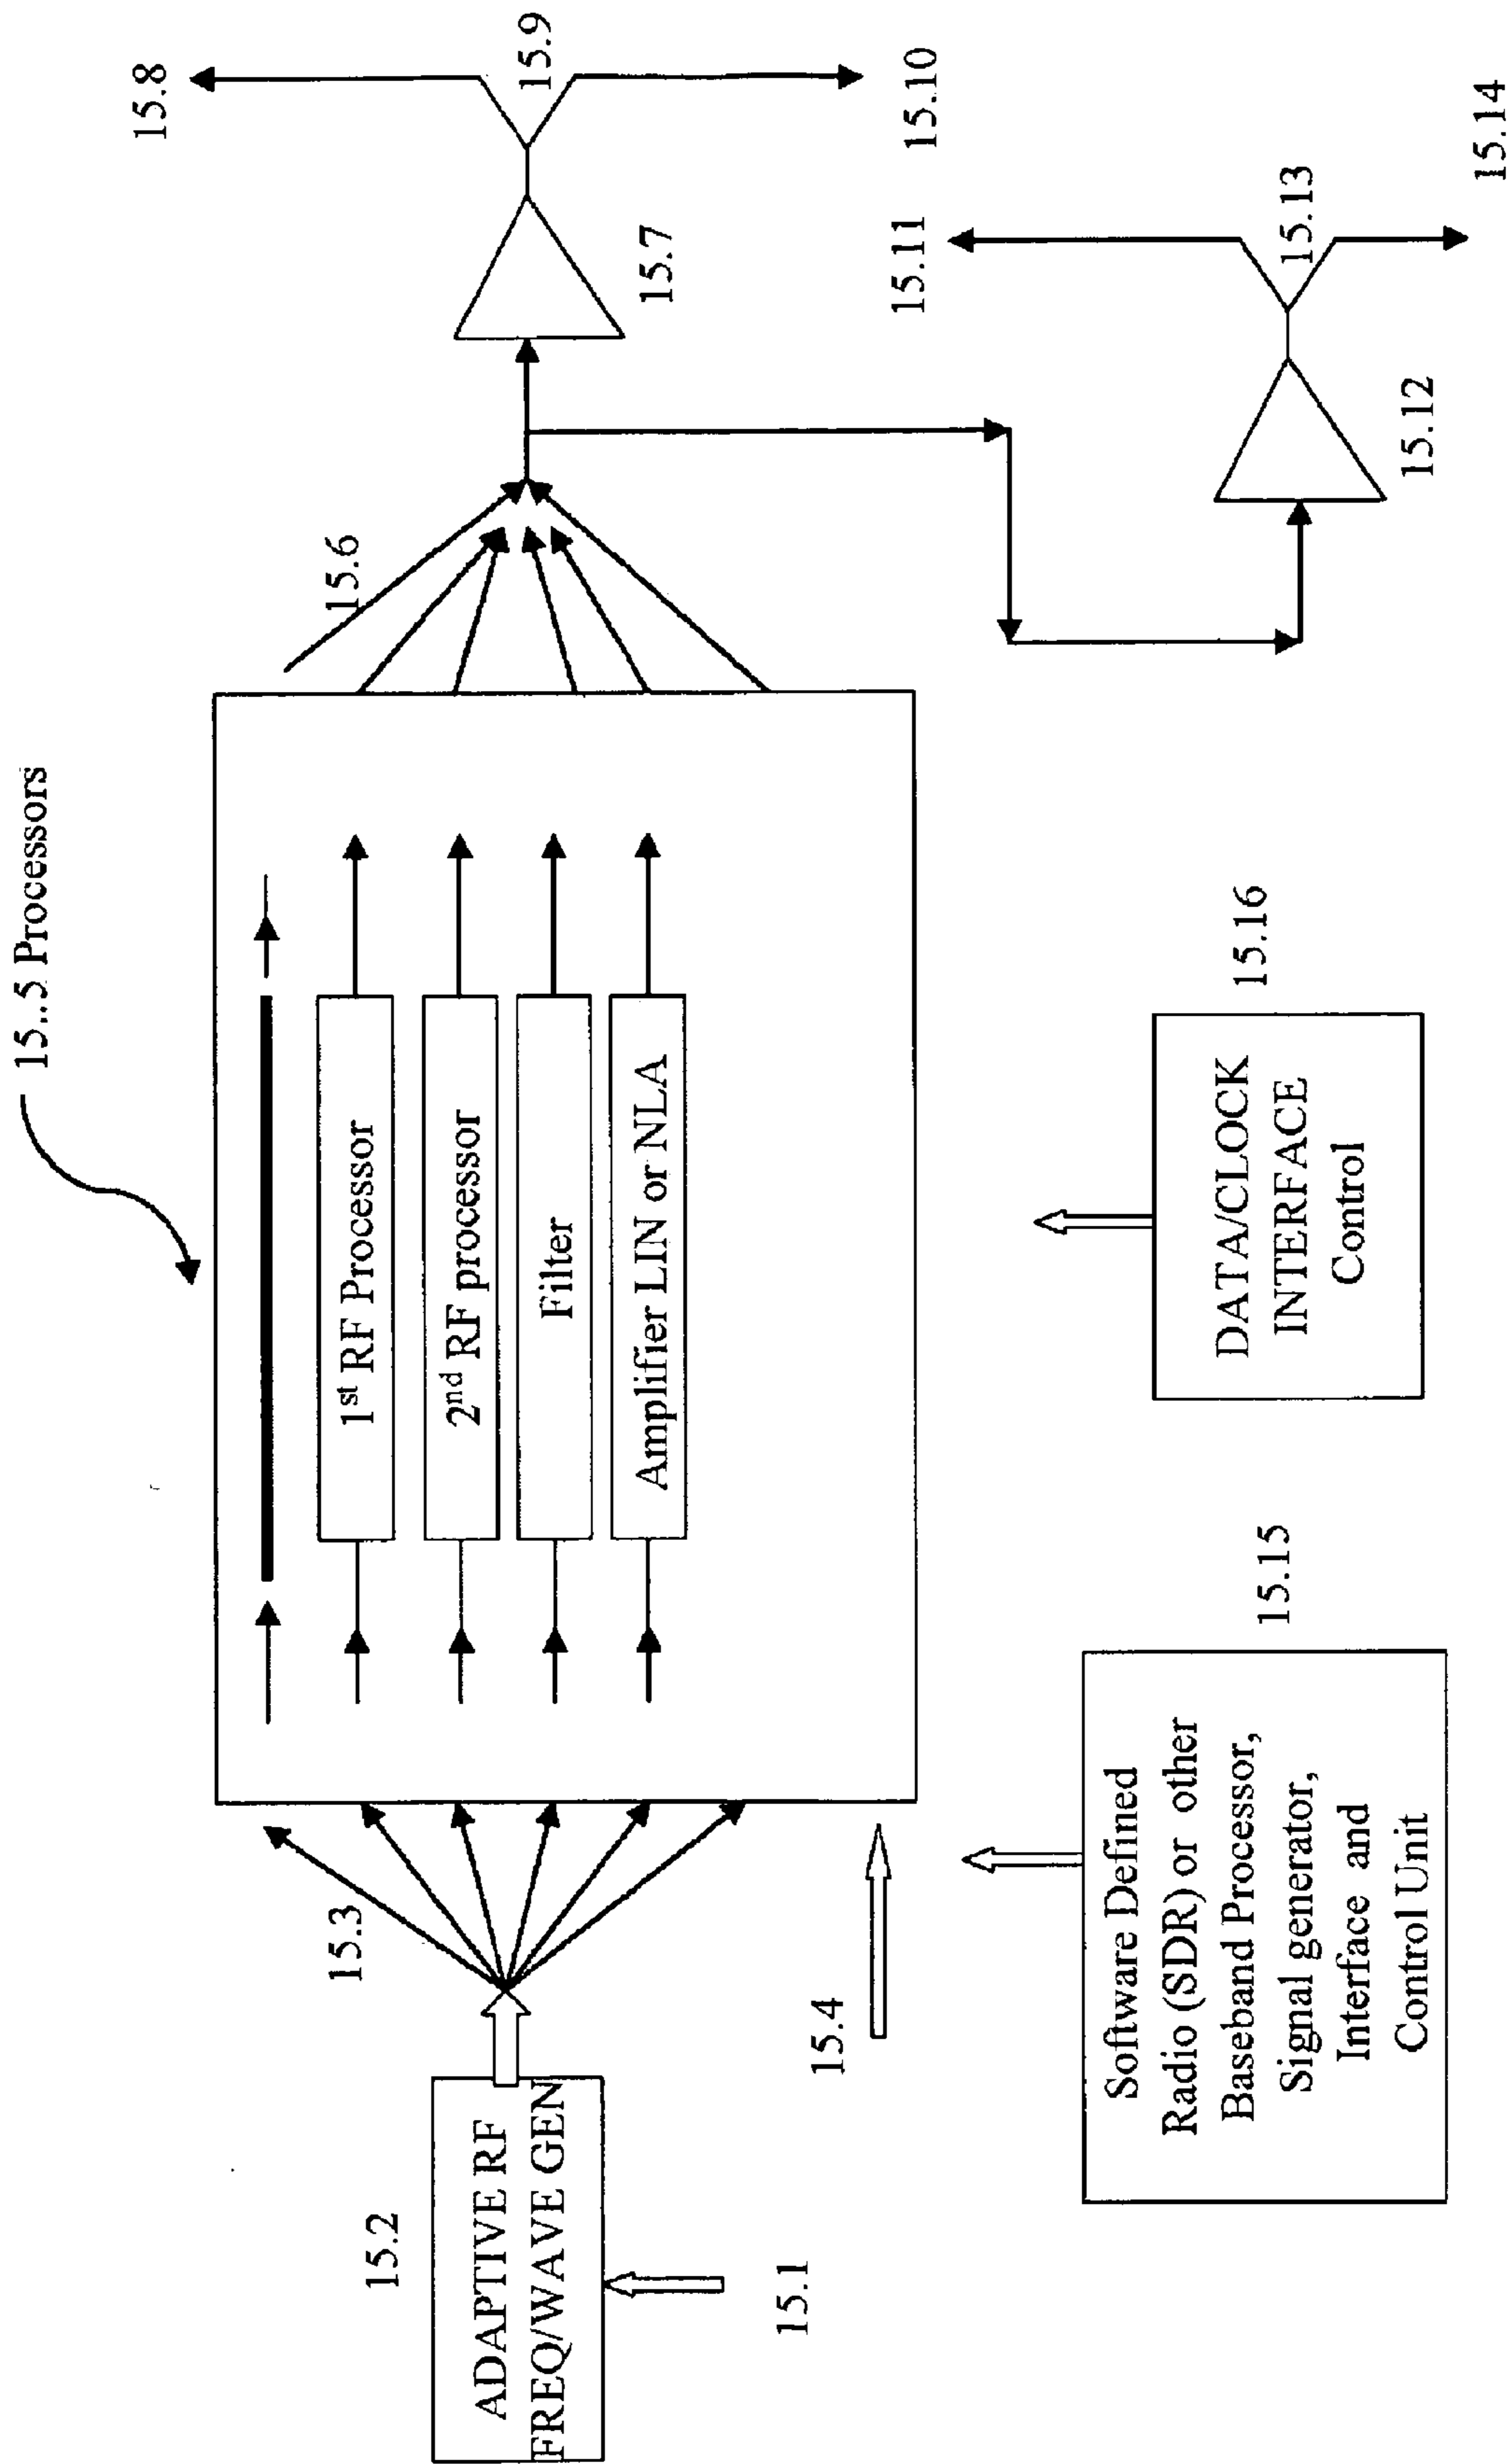 15..5 Processors
15.8
15.9
15.10
15.7
15.6
15.11
15.13
15.14
15.12
1st RF Processor
2nd RF processor
Filter
Amplifier LIN or NLA
15.3
15.2
ADAPTIVE RF
FREQ/WAVE GEN
15.1
15.4
15.15
Software Defined
Radio (SDR) or other
Baseband Processor,
Signal generator,
Interface and
Control Unit
15.16
DATA/CLOCK
INTERFACE
Control